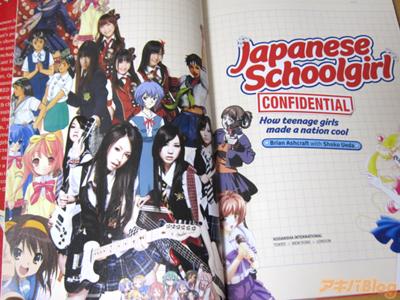 Japanese
Schoolgirl
CONFIDENTIAL
How teenage girls
made a nation cool
Brian Ashcraft with Shoko Ueda
KODANSHA INTERNATIONAL
TOKYO | NEW YORK | LONDON
アキバBlog